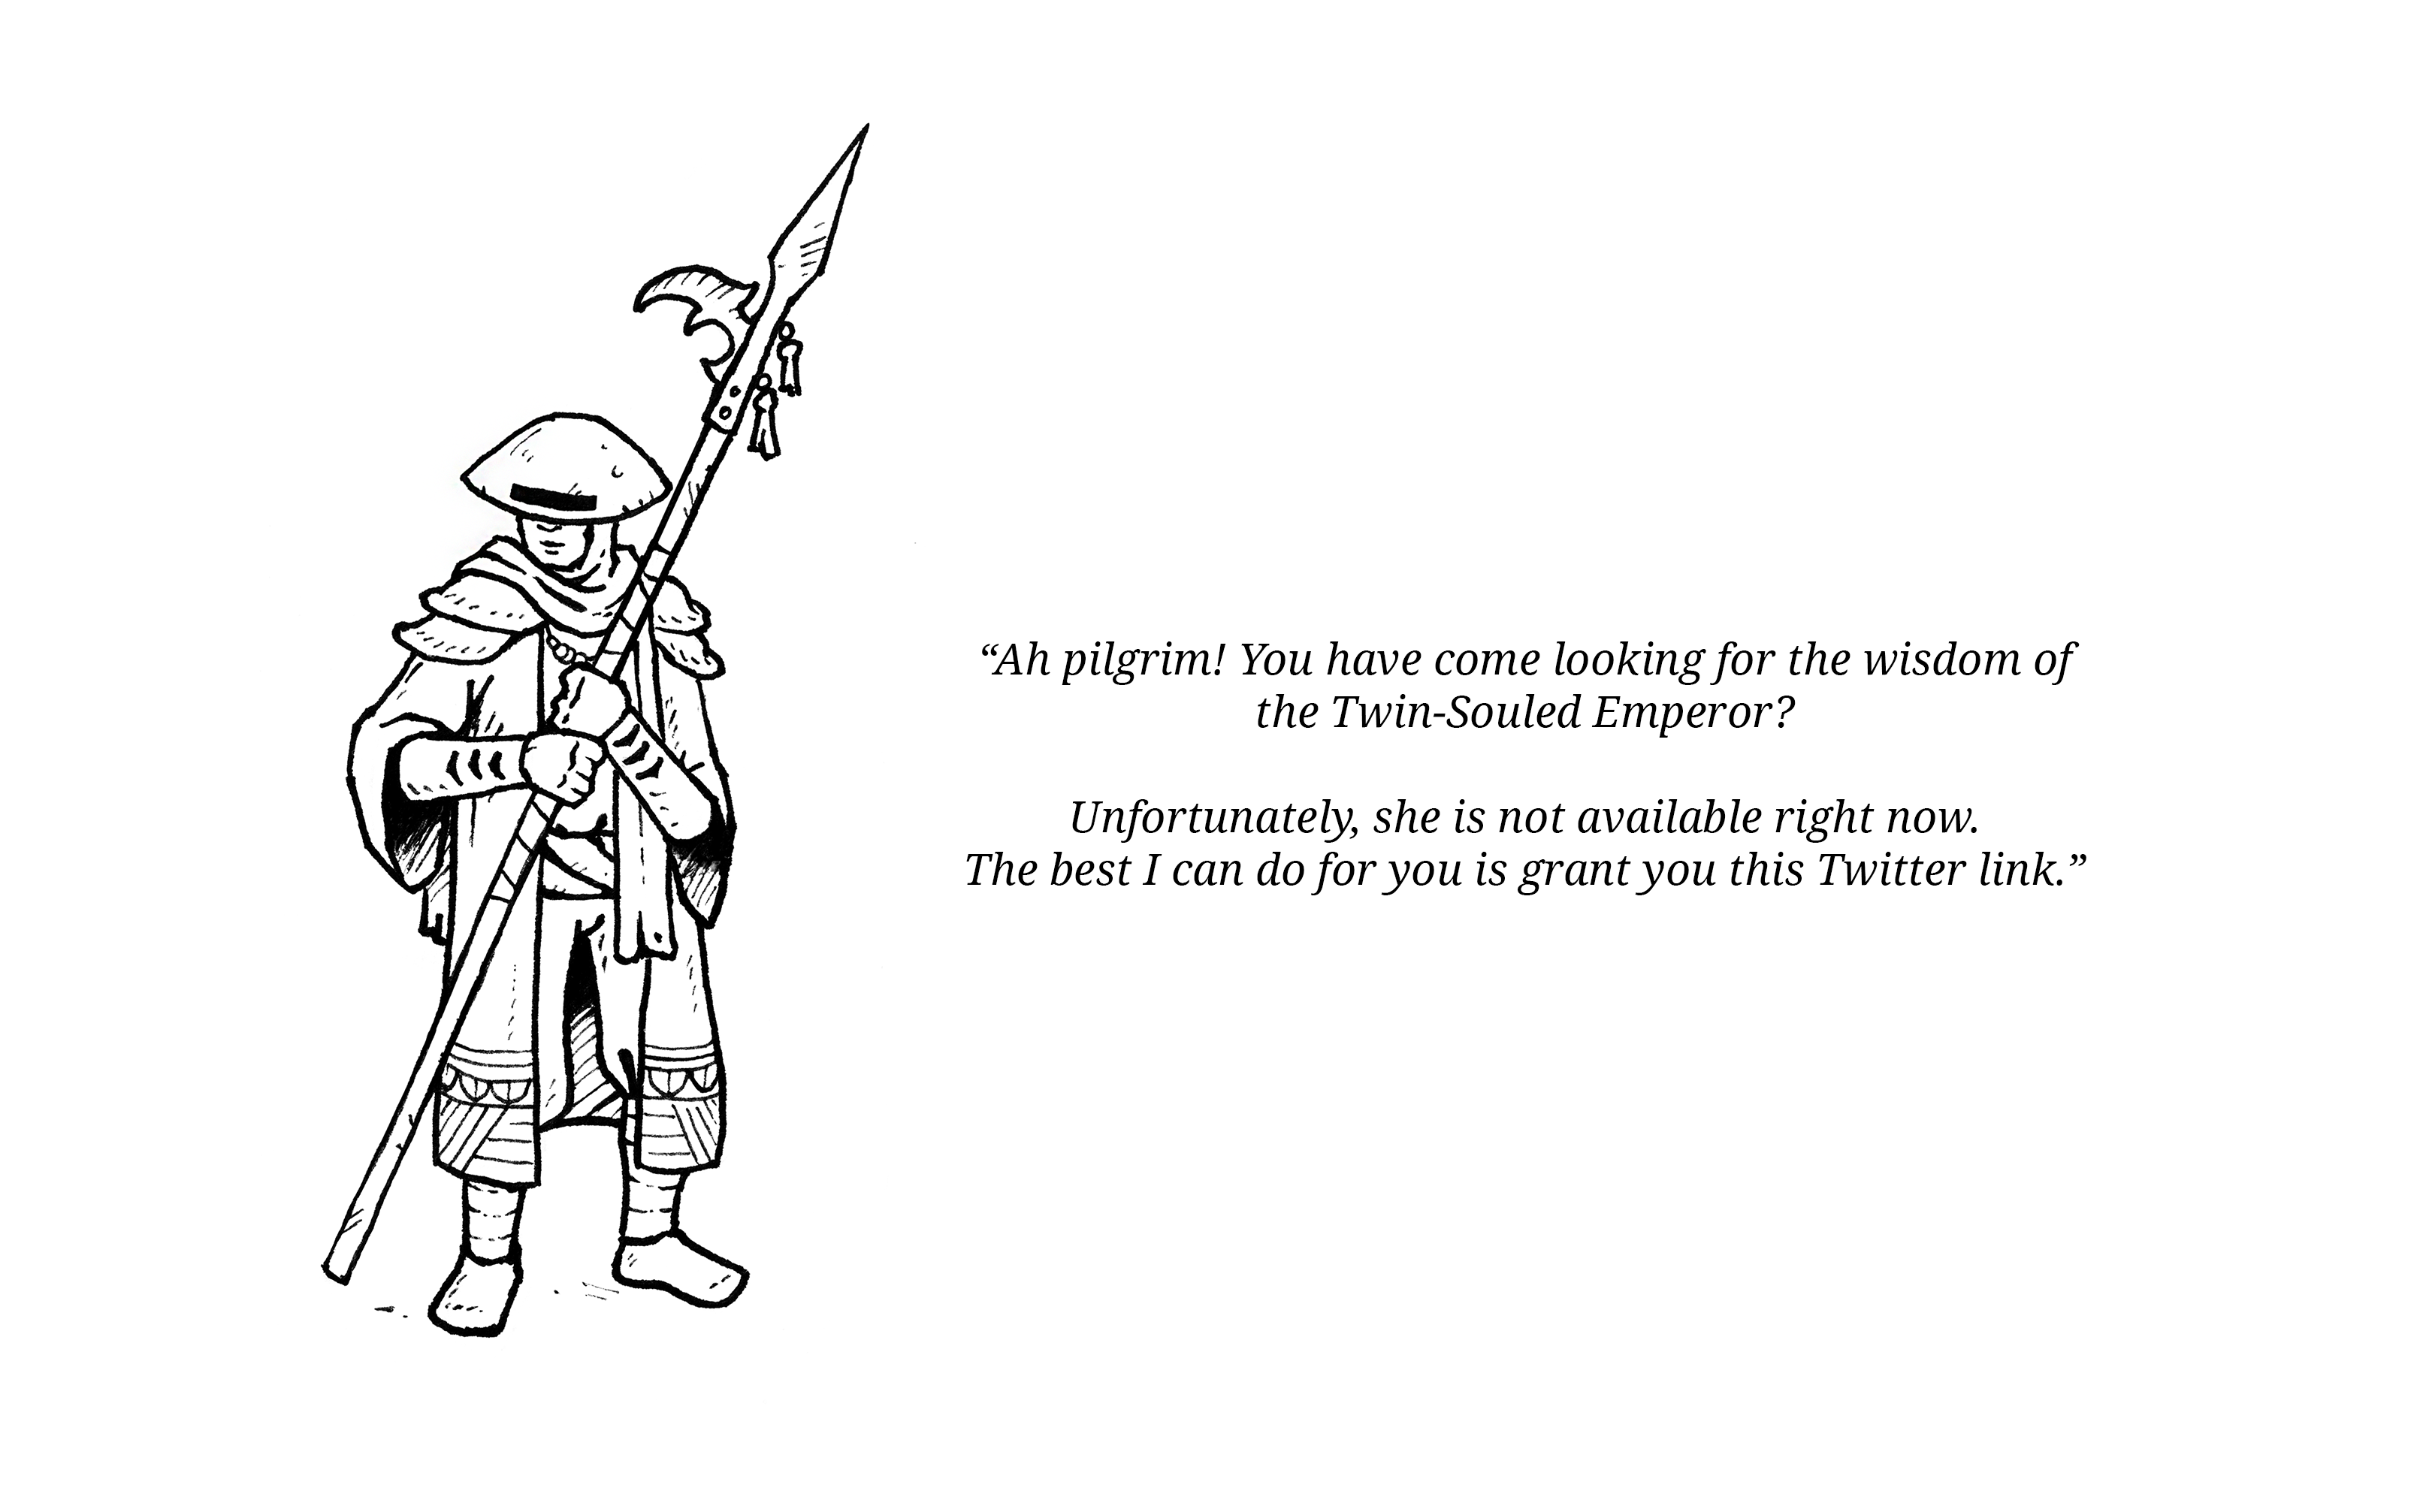 “Ah pilgrim! You have come looking for the wisdom of
the Twin-Souled Emperor?
Unfortunately, she is not available right now.
The best I can do for you is grant you this Twitter link.”